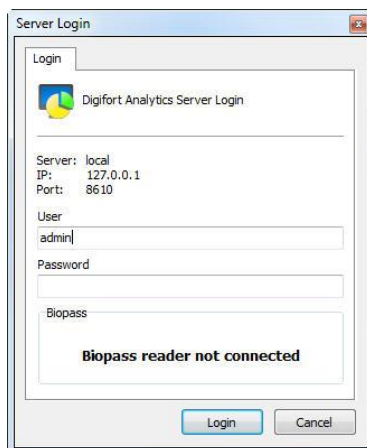 Server Login
Login
Digifort Analytics Server Login
Server: local
IP: 127.0.0.1
Port: 8610
User
admin
Password
Biopass
Biopass reader not connected
Login Cancel